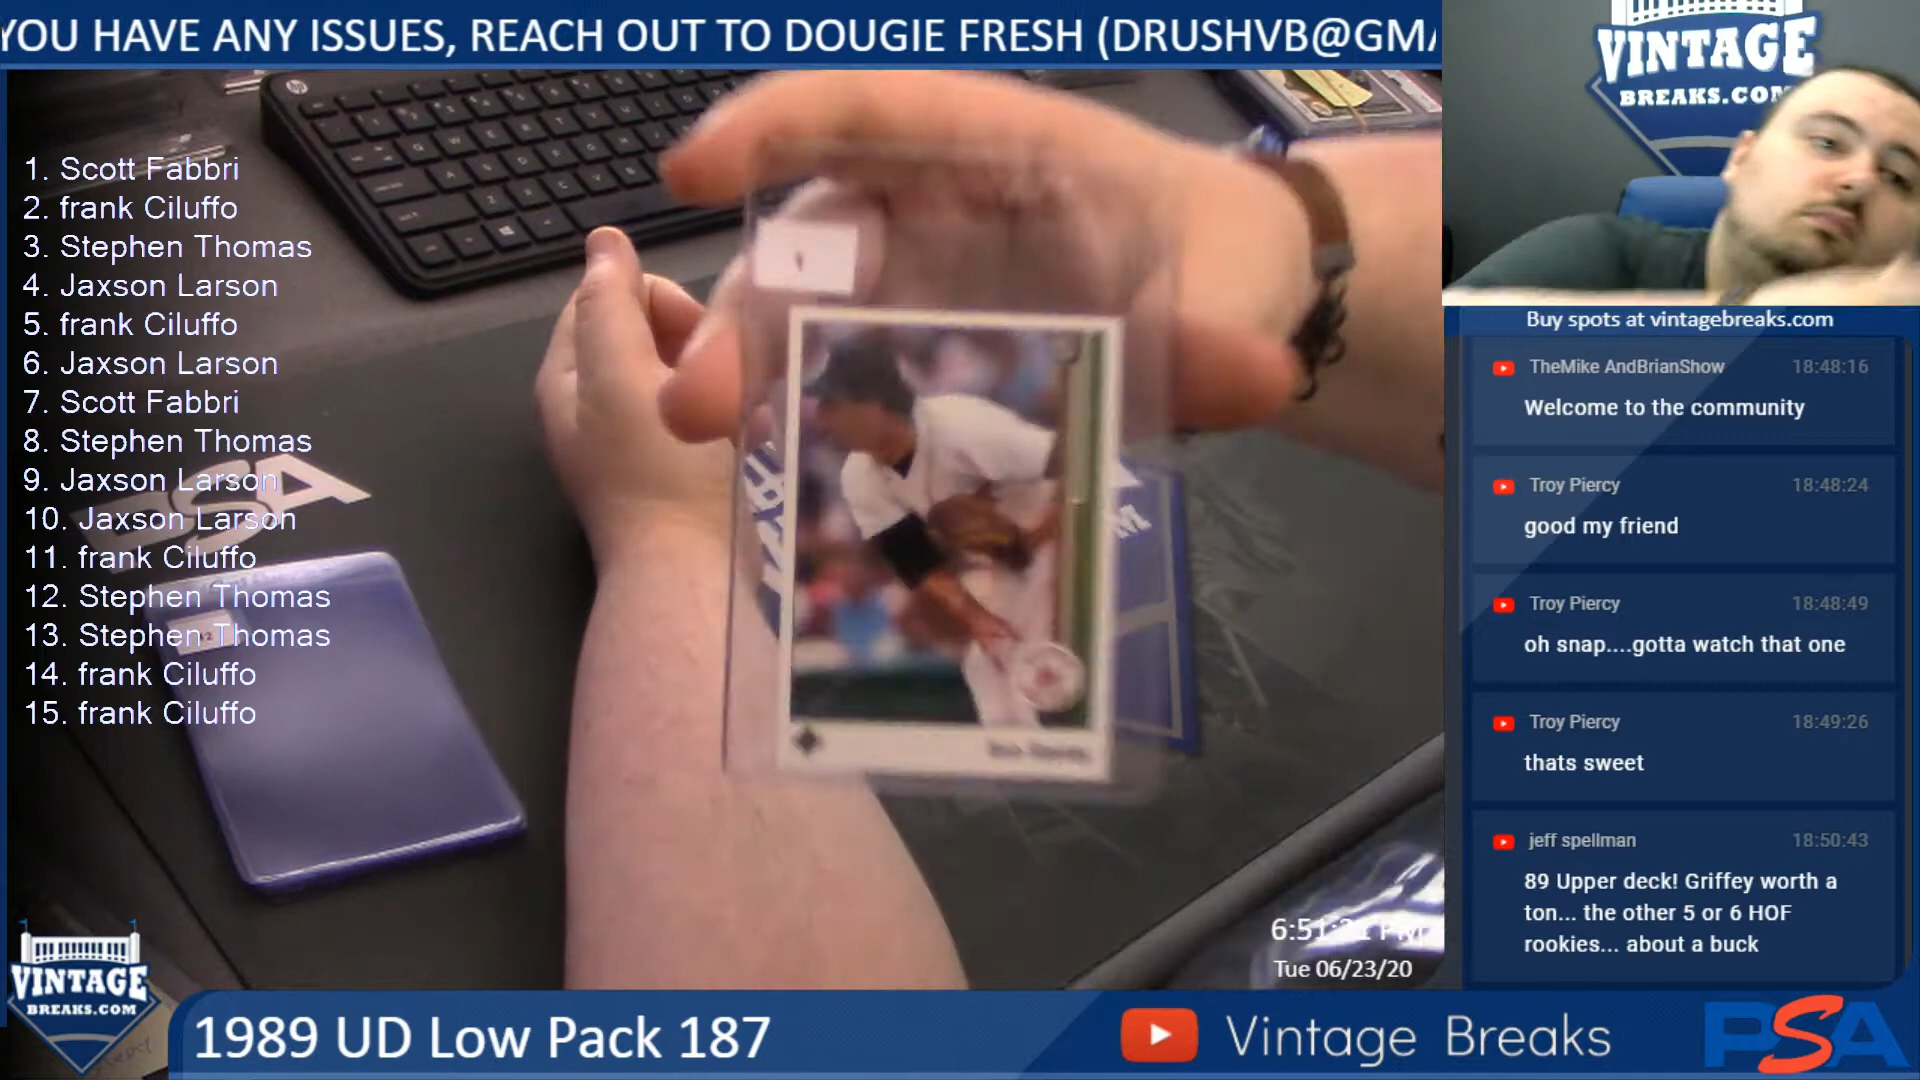 YOU HAVE ANY ISSUES, REACH OUT TO DOUGIE FRESH (DRUSHVB@GMA
1. Scott Fabbri
2. frank Ciluffo
3. Stephen Thomas
4. Jaxson Larson
5. frank Ciluffo
6. Jaxson Larson
7. Scott Fabbri
8. Stephen Thomas
9. Jaxson Larson
10. Jaxson Larson
11. frank Ciluffo
12. Stephen Thomas
13. Stephen Thomas
14. frank Ciluffo
15. frank Ciluffo
PSA
1
VINTAGE
BREAKS.COM
Buy spots at vintagebreaks.com
TheMike AndBrianShow 18:48:16
Welcome to the community
Troy Piercy 18:48:24
good my friend
Troy Piercy 18:48:49
oh snap....gotta watch that one
Troy Piercy 18:49:26
thats sweet
jeff spellman 18:50:43
89 Upper deck! Griffey worth a
ton... the other 5 or 6 HOF
rookies... about a buck
PM
Tue 06/23/20
VINTAGE
BREAKS.COM
1989 UD Low Pack 187
Vintage Breaks
PSA